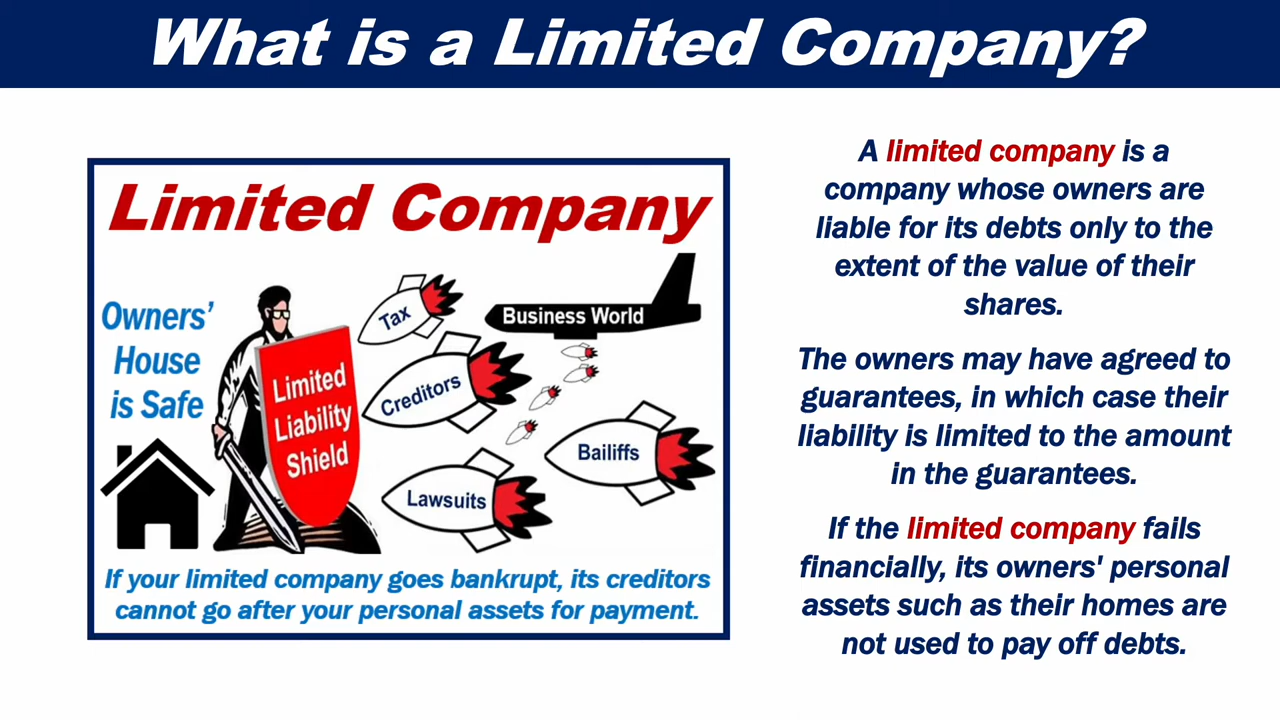 What is a Limited Company?
Limited Company
Owners'
House
is Safe
Limited
Liability
Shield
Tax
Business World
Creditors
Bailiffs
Lawsuits
If your limited company goes bankrupt, its creditors
cannot go after your personal assets for payment.
A limited company is a
company whose owners are
liable for its debts only to the
extent of the value of their
shares.
The owners may have agreed to
guarantees, in which case their
liability is limited to the amount
in the guarantees.
If the limited company fails
financially, its owners' personal
assets such as their homes are
not used to pay off debts.